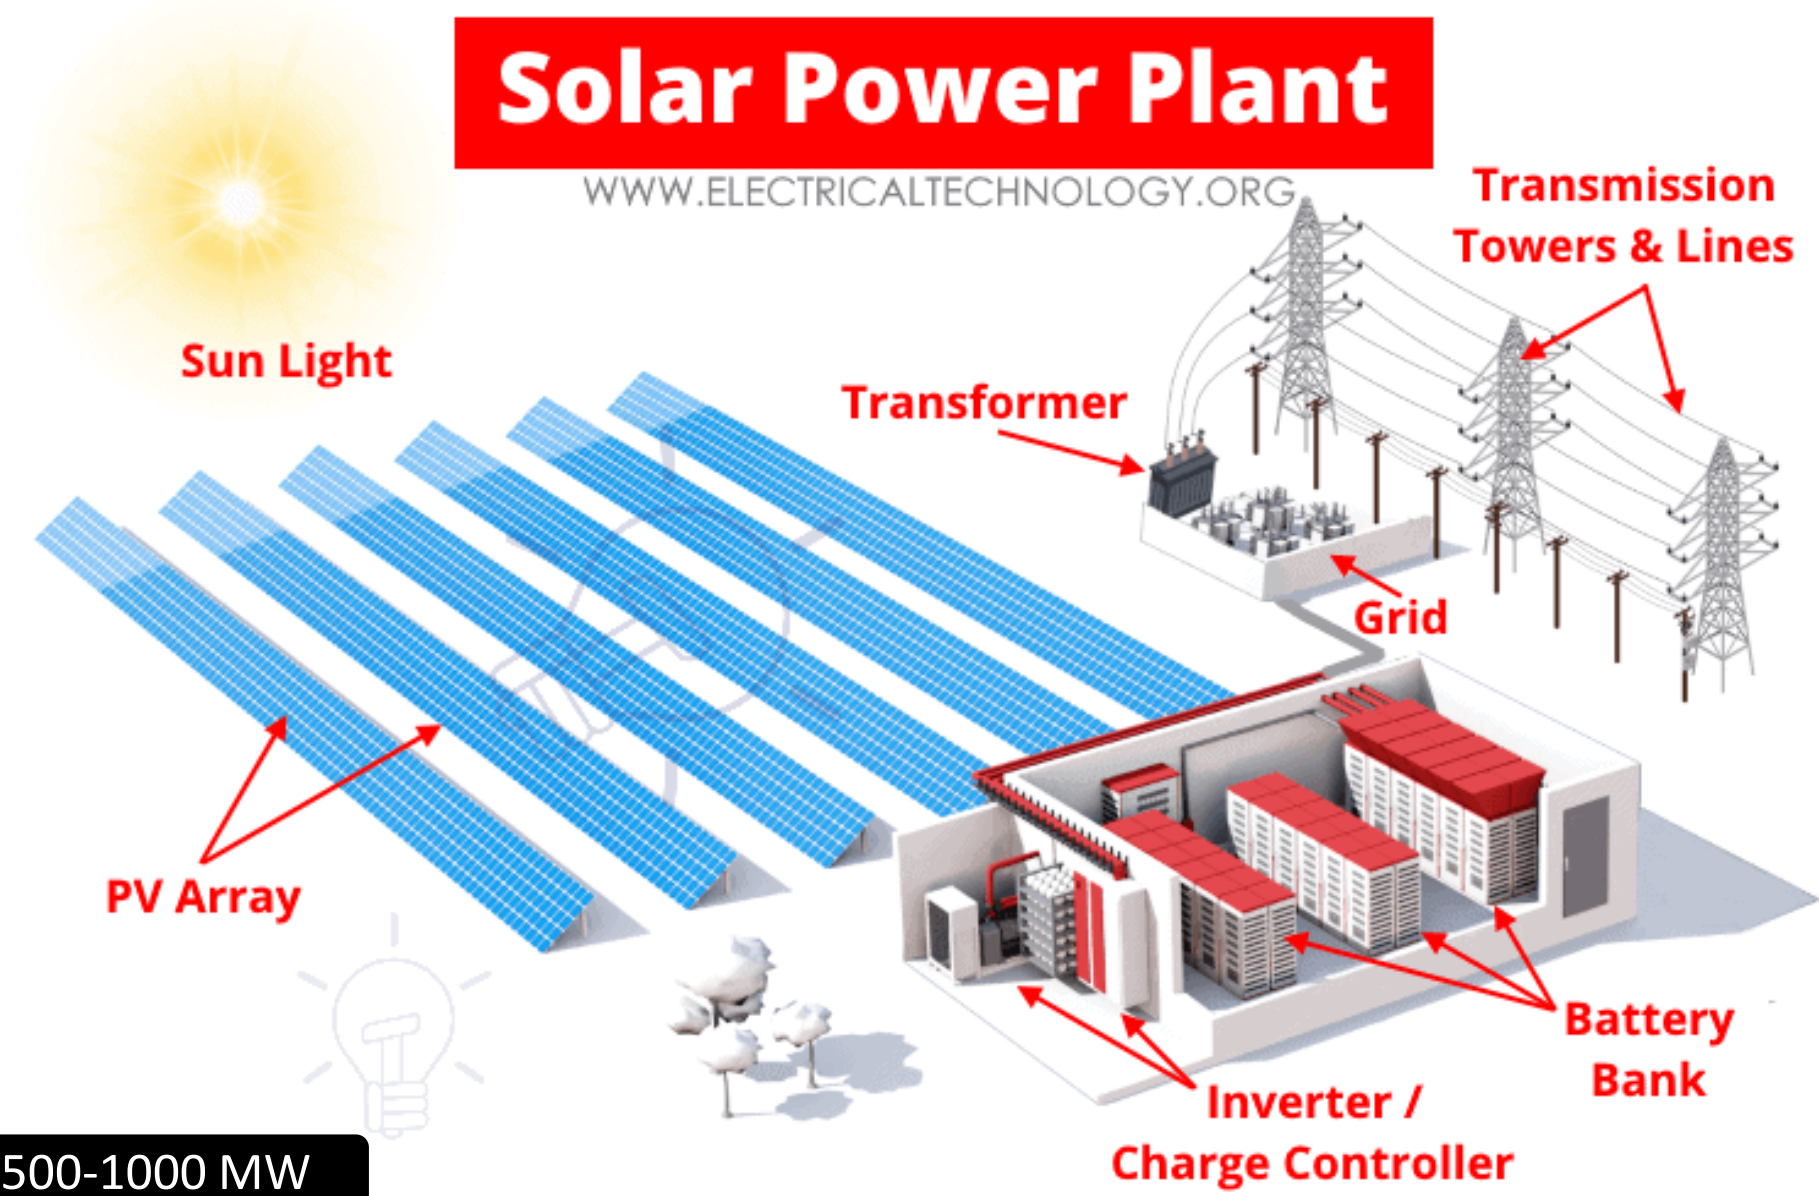 Solar Power Plant
WWW.ELECTRICALTECHNOLOGY.ORG
Transmission
Towers & Lines
Sun Light
Transformer
Grid
PV Array
Battery
Bank
Inverter /
Charge Controller
500-1000 MW